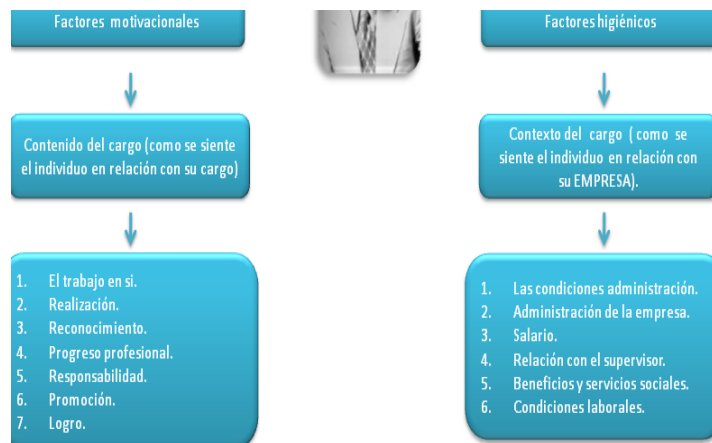 Factores motivacionales
Contenido del cargo (como se siente
el individuo en relación con su cargo)
1. El trabajo en si.
2. Realización.
3. Reconocimiento.
4. Progreso profesional.
5. Responsabilidad.
6. Promoción.
7. Logro.
Factores higiénicos
Contexto del cargo ( como se
siente el individuo en relación con
su EMPRESA).
1. Las condiciones administración.
2. Administración de la empresa.
3. Salario.
4. Relación con el supervisor.
5. Beneficios y servicios sociales.
6. Condiciones laborales.